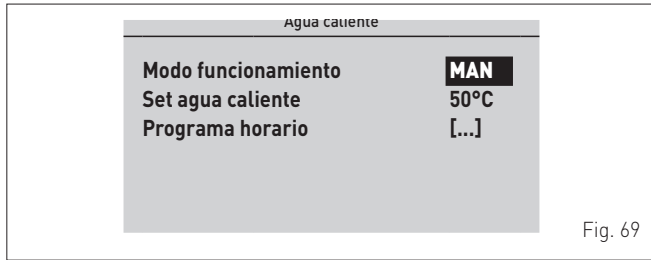 Agua caliente
Modo funcionamiento MAN
Set agua caliente 50°C
Programa horario [...]
Fig. 69